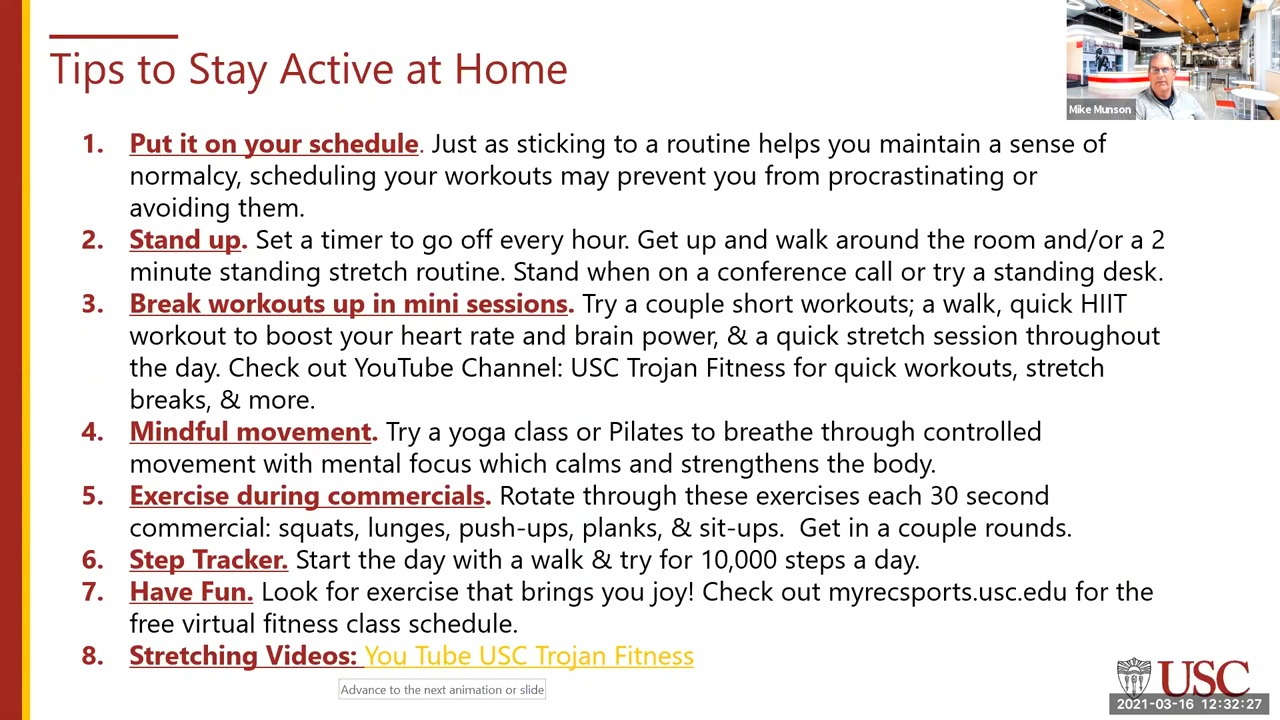 Tips to Stay Active at Home
Mike Munson
1. Put it on your schedule. Just as sticking to a routine helps you maintain a sense of
normalcy, scheduling your workouts may prevent you from procrastinating or
avoiding them.
2. Stand up. Set a timer to go off every hour. Get up and walk around the room and/or a 2
minute standing stretch routine. Stand when on a conference call or try a standing desk.
3. Break workouts up in mini sessions. Try a couple short workouts; a walk, quick HIIT
workout to boost your heart rate and brain power, & a quick stretch session throughout
the day. Check out YouTube Channel: USC Trojan Fitness for quick workouts, stretch
breaks, & more.
4. Mindful movement. Try a yoga class or Pilates to breathe through controlled
movement with mental focus which calms and strengthens the body.
5. Exercise during commercials. Rotate through these exercises each 30 second
commercial: squats, lunges, push-ups, planks, & sit-ups.  Get in a couple rounds.
6. Step Tracker. Start the day with a walk & try for 10,000 steps a day.
7. Have Fun. Look for exercise that brings you joy! Check out myrecsports.usc.edu for the
free virtual fitness class schedule.
8. Stretching Videos: You Tube USC Trojan Fitness
Advance to the next animation or slide
USC
2021-03-16 12:32:27